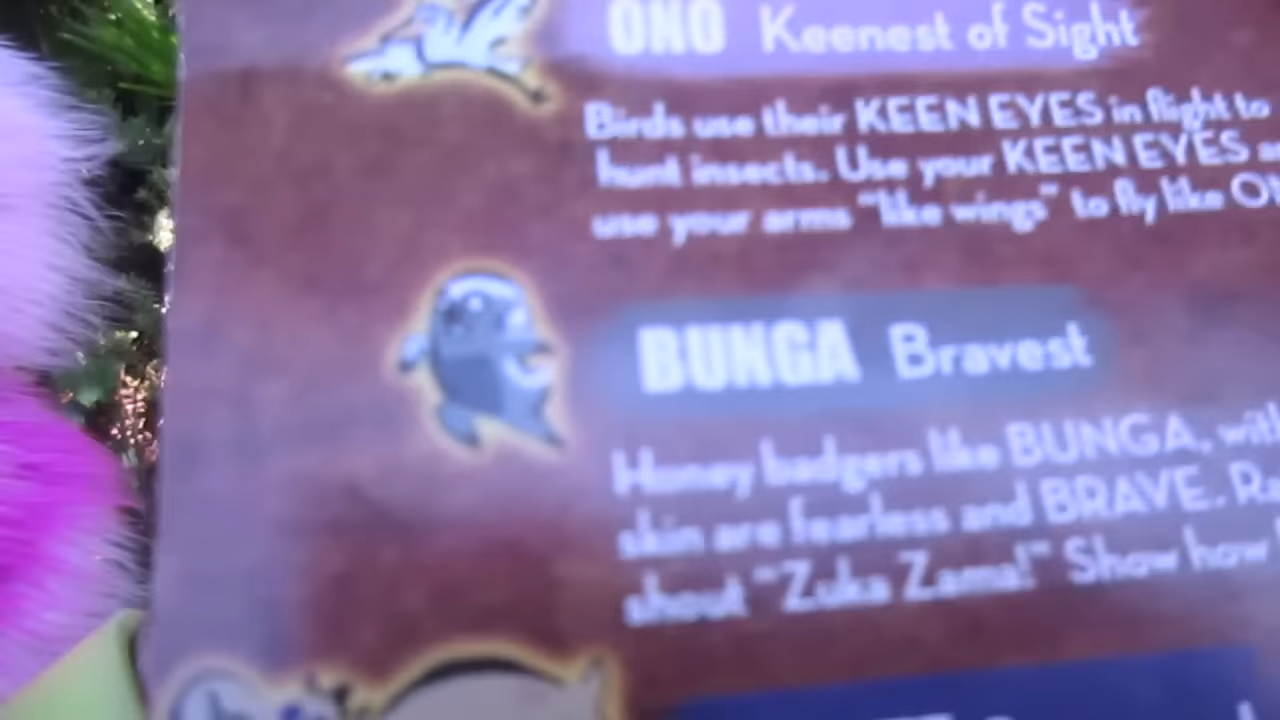 ONO Keenest of Sight
Birds use their KEEN EYES in flight to
hunt insects. Use your KEEN EYES
use your arms "like wings" to fly like
BUNGA Bravest
Honey badgers like BUNGA, with
skin are fearless and BRAVE.
shout "Zuka Zama!" Show how